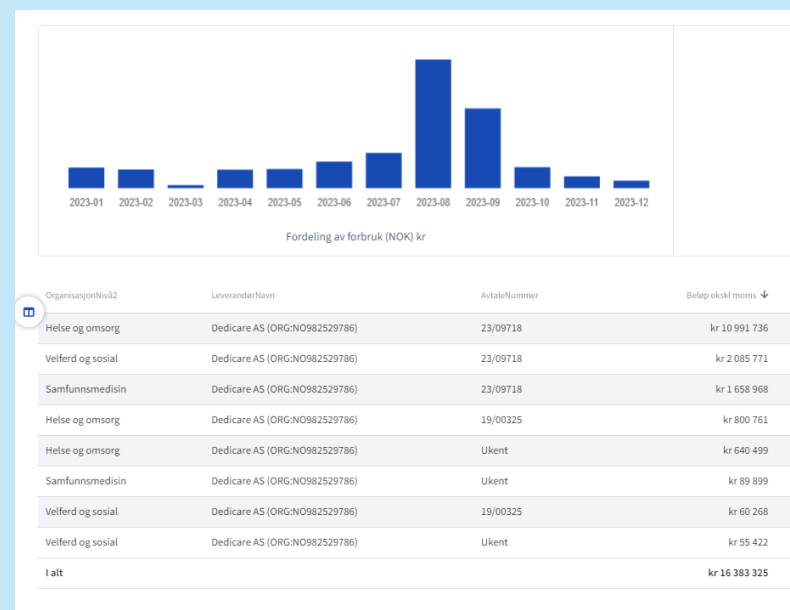 2023-01 2023-02 2023-03 2023-04 2023-05 2023-06 2023-07 2023-08 2023-09 2023-10 2023-11 2023-12
Fordeling av forbruk (NOK) kr
OrganisasjonNivå2 LeverandørNavn AvtaleNummer Beløp ekskl moms ↓
Helse og omsorg Dedicare AS (ORG:NO982529786) 23/09718 kr 10 991 736
Velferd og sosial Dedicare AS (ORG:NO982529786) 23/09718 kr 2 085 771
Samfunnsmedisin Dedicare AS (ORG:NO982529786) 23/09718 kr 1 658 968
Helse og omsorg Dedicare AS (ORG:NO982529786) 19/00325 kr 800 761
Helse og omsorg Dedicare AS (ORG:NO982529786) Ukent kr 640 499
Samfunnsmedisin Dedicare AS (ORG:NO982529786) Ukent kr 89 899
Velferd og sosial Dedicare AS (ORG:NO982529786) 19/00325 kr 60 268
Velferd og sosial Dedicare AS (ORG:NO982529786) Ukent kr 55 422
I alt kr 16 383 325